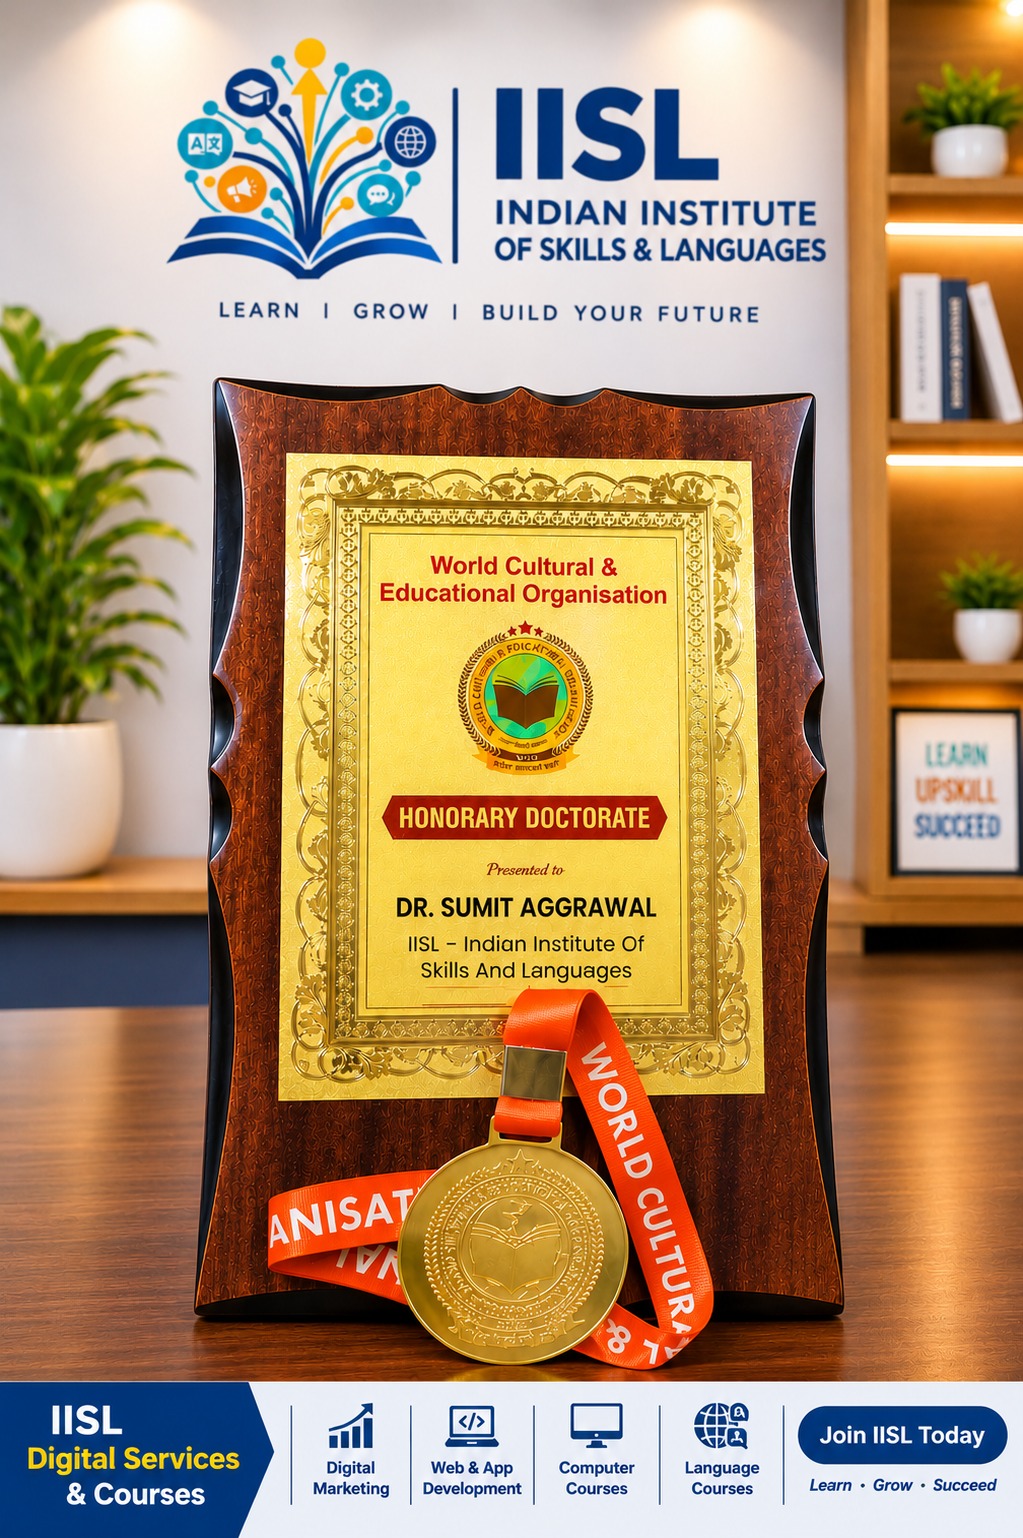 IISL
INDIAN INSTITUTE
OF SKILLS & LANGUAGES
LEARN | GROW | BUILD YOUR FUTURE
World Cultural &
Educational Organisation
HONORARY DOCTORATE
Presented to
DR. SUMIT AGGRAWAL
IISL – Indian Institute Of
Skills And Languages
LEARN
UPSKILL
SUCCEED
WORLD CULTURA
ANISAT
&
IISL
Digital Services
& Courses
Digital
Marketing
Web & App
Development
Computer
Courses
Language
Courses
Join IISL Today
Learn • Grow • Succeed